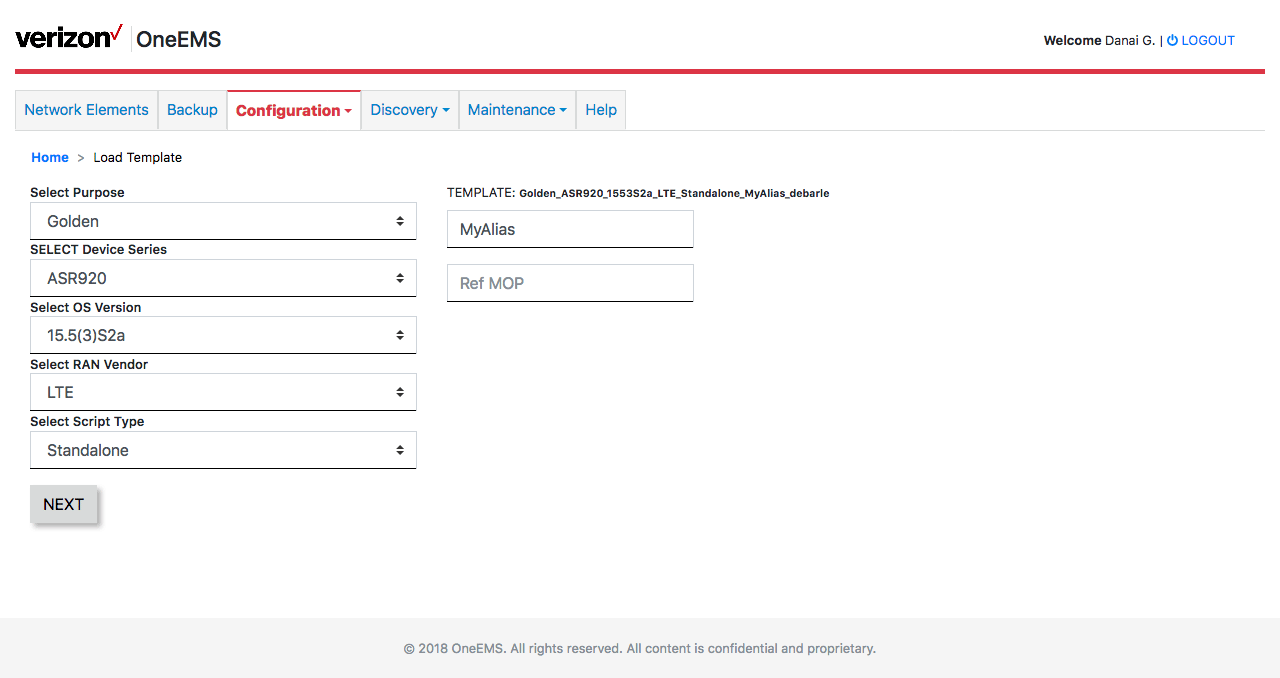 verizon✓ OneEMS
Welcome Danai G. | LOGOUT
Network Elements Backup Configuration Discovery Maintenance Help
Home > Load Template
Select Purpose
Golden
SELECT Device Series
ASR920
Select OS Version
15.5(3)S2a
Select RAN Vendor
LTE
Select Script Type
Standalone
NEXT
TEMPLATE: Golden_ASR920_1553S2a_LTE_Standalone_MyAlias_debarle
MyAlias
Ref MOP
© 2018 OneEMS. All rights reserved. All content is confidential and proprietary.